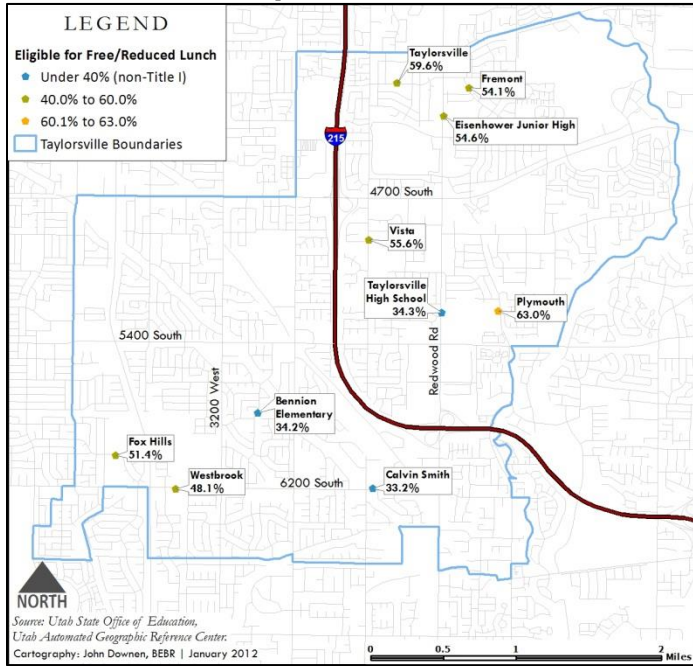 LEGEND
Eligible for Free/Reduced Lunch
Under 40% (non-Title I)
40.0% to 60.0%
60.1% to 63.0%
Taylorsville Boundaries
Taylorsville
59.6%
Fremont
54.1%
Eisenhower Junior High
54.6%
215
4700 South
Vista
55.6%
Taylorsville
High School
34.3%
Plymouth
63.0%
5400 South
3200 West
Redwood Rd
Bennion
Elementary
34.2%
Fox Hills
51.4%
Westbrook
48.1%
6200 South
Calvin Smith
33.2%
NORTH
Source: Utah State Office of Education,
Utah Automated Geographic Reference Center.
Cartography: John Downen, BEBR | January 2012
0 0.5 1 2
Miles